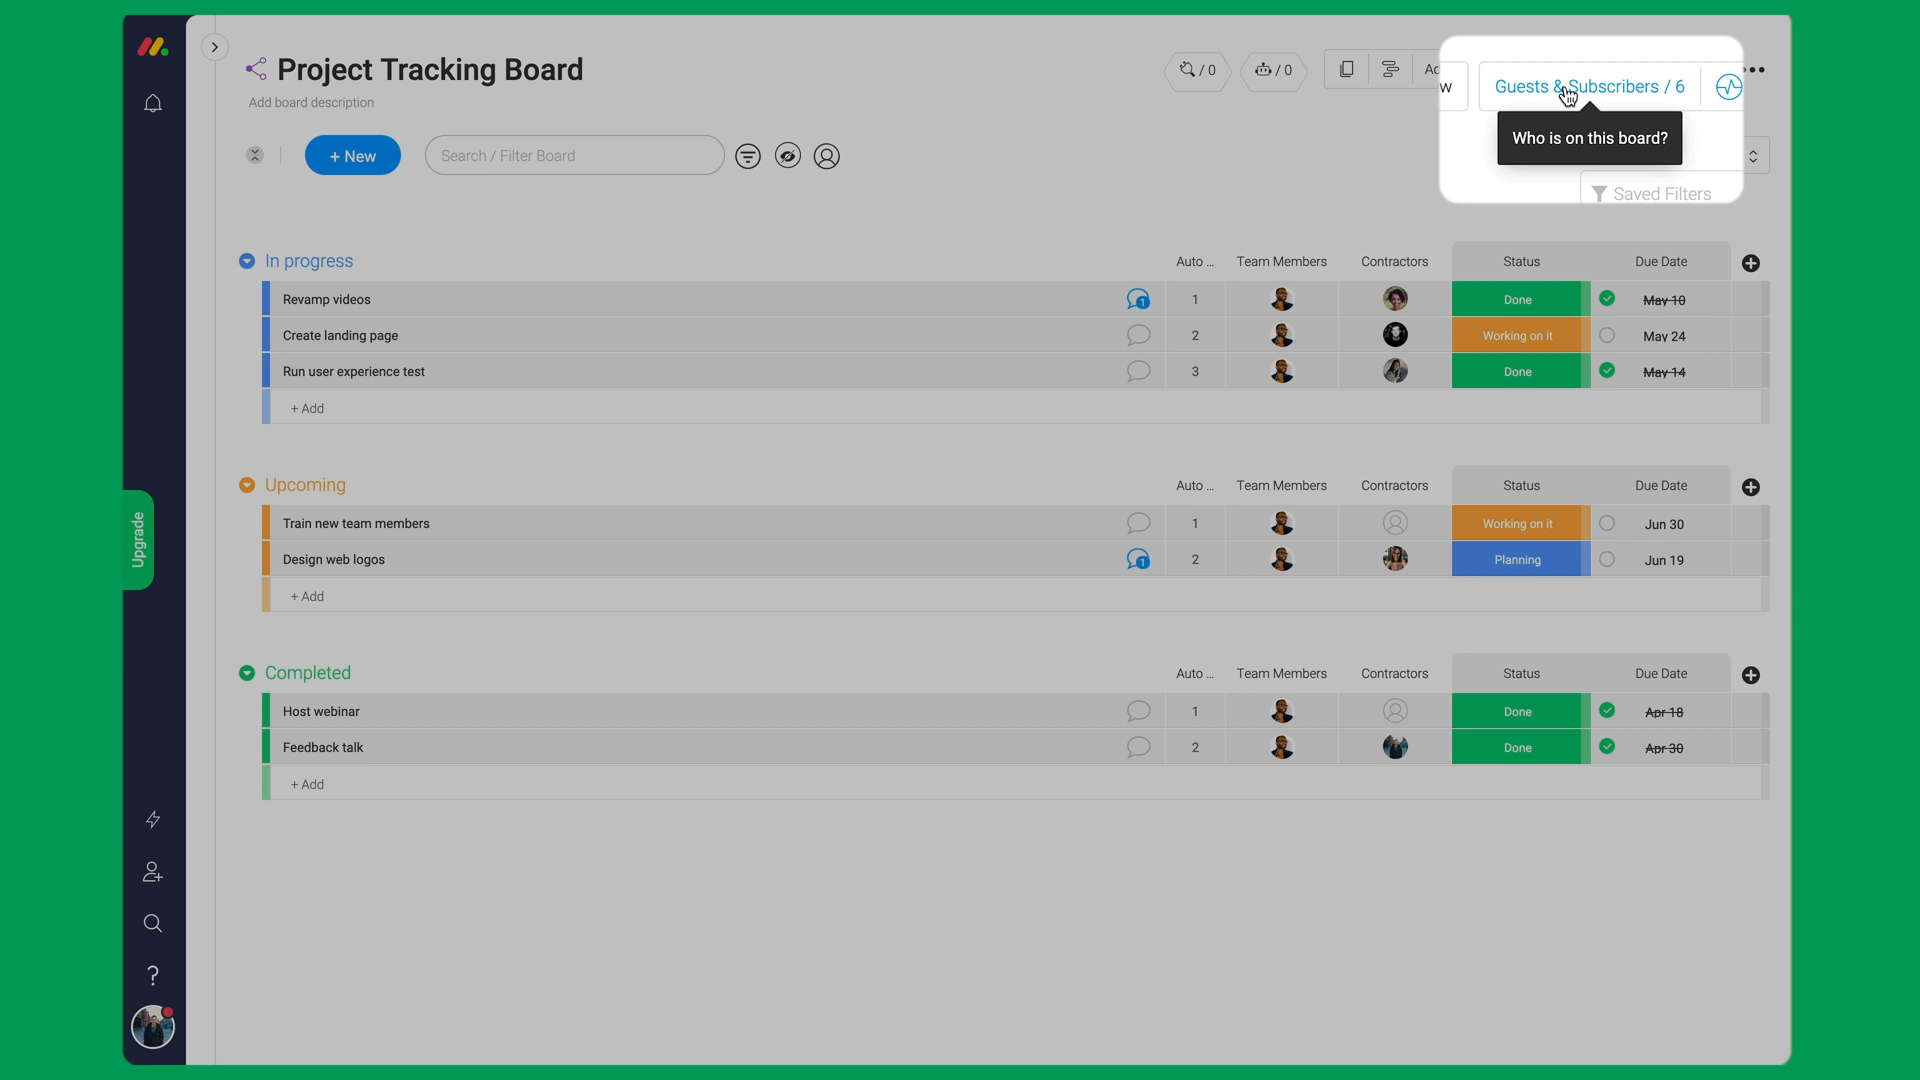 Project Tracking Board
/ 0
/ 0
Ad
w
Guests & Subscribers / 6
Add board description
Who is on this board?
+ New
Search / Filter Board
Saved Filters
In progress
Auto ...
Team Members
Contractors
Status
Due Date
Revamp videos
1
1
Done
May 10
Create landing page
2
Working on it
May 24
Run user experience test
3
Done
May 14
+ Add
Upgrade
Upcoming
Auto ...
Team Members
Contractors
Status
Due Date
Train new team members
1
Working on it
Jun 30
Design web logos
1
2
Planning
Jun 19
+ Add
Completed
Auto ...
Team Members
Contractors
Status
Due Date
Host webinar
1
Done
Apr 18
Feedback talk
2
Done
Apr 30
+ Add
?